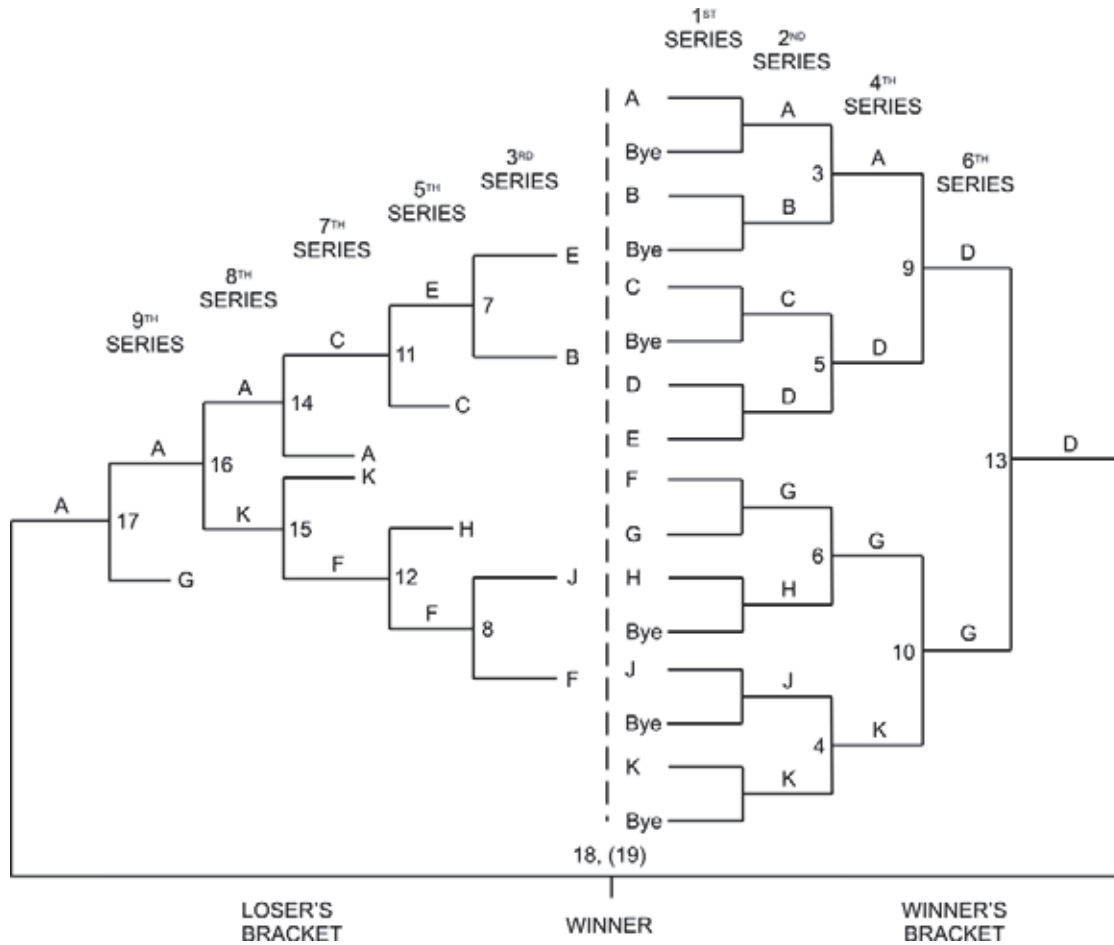 1ST
SERIES
2ND
SERIES
4TH
SERIES
6TH
SERIES
3RD
SERIES
5TH
SERIES
7TH
SERIES
8TH
SERIES
9TH
SERIES
A
Bye
B
Bye
C
Bye
D
E
F
G
H
Bye
J
Bye
K
Bye
A
3
B
C
5
D
G
6
H
J
4
K
A
9
D
G
10
K
D
13
G
D
E
7
B
E
11
C
C
14
A
A
16
K
K
15
F
H
12
F
J
8
F
A
17
G
A
18, (19)
LOSER'S
BRACKET
WINNER
WINNER'S
BRACKET